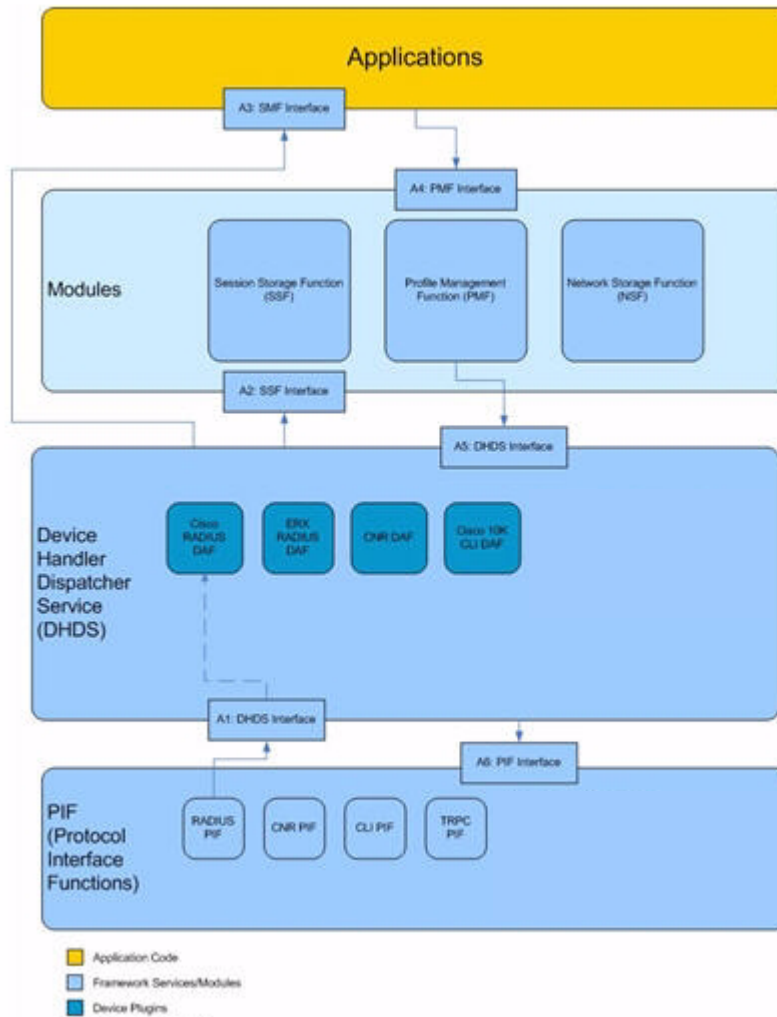 Applications
A3: SMF Interface
A4: PMF Interface
Modules
Session Storage Function
(SSF)
Profile Management
Function (PMF)
Network Storage Function
(NSF)
A2: SSF Interface
A5: DHDS Interface
Device
Handler
Dispatcher
Service
(DHDS)
Cisco
RADIUS
DAF
ERX
RADIUS
DAF
CNR DAF
Cisco 10K
CLI DAF
A1: DHDS Interface
A6: PIF Interface
PIF
(Protocol
Interface
Functions)
RADIUS
PIF
CNR PIF
CLI PIF
TRPC
PIF
Application Code
Framework Services/Modules
Device Plugins